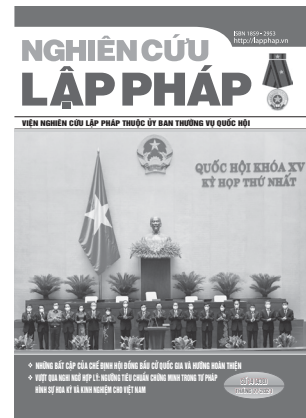 ISSN 1859-2953
http://lapphap.vn
NGHIÊN CỨU
LẬP PHÁP
VIỆN NGHIÊN CỨU LẬP PHÁP THUỘC ỦY BAN THƯỜNG VỤ QUỐC HỘI
QUỐC HỘI KHÓA XV
KỲ HỌP THỨ NHẤT
❖ NHỮNG BẤT CẬP CỦA CHẾ ĐỊNH HỘI ĐỒNG BẦU CỬ QUỐC GIA VÀ HƯỚNG HOÀN THIỆN
❖ VƯỢT QUA NGHI NGỜ HỢP LÝ: NGƯỠNG TIÊU CHUẨN CHỨNG MINH TRONG TƯ PHÁP
HÌNH SỰ HOA KỲ VÀ KINH NGHIỆM CHO VIỆT NAM